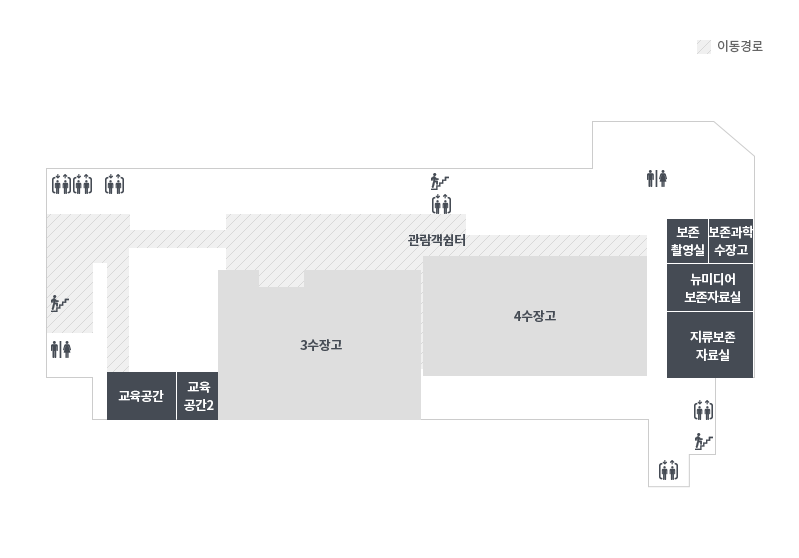 이동경로
관람객쉼터
보존
촬영실
보존과학
수장고
뉴미디어
보존자료실
4수장고
3수장고
지류보존
자료실
교육공간
교육
공간2